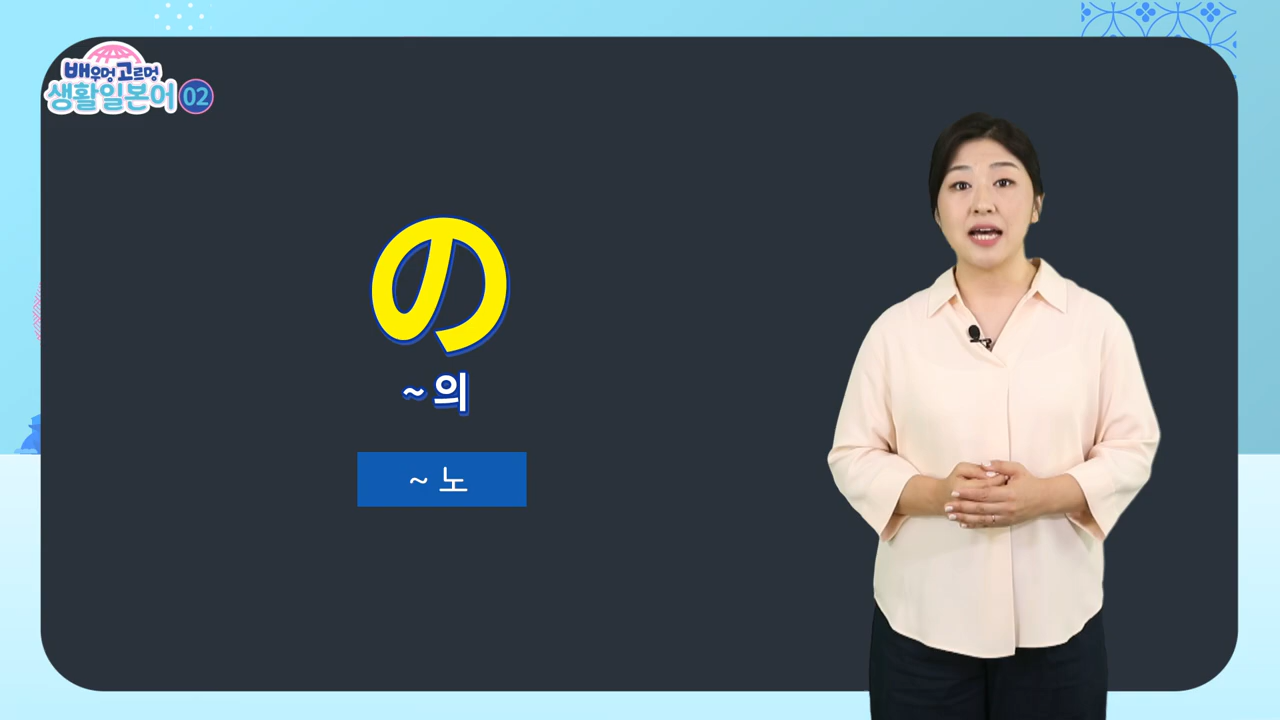 배우멍 고르멍
생활일본어 02
の
~의
~ 노